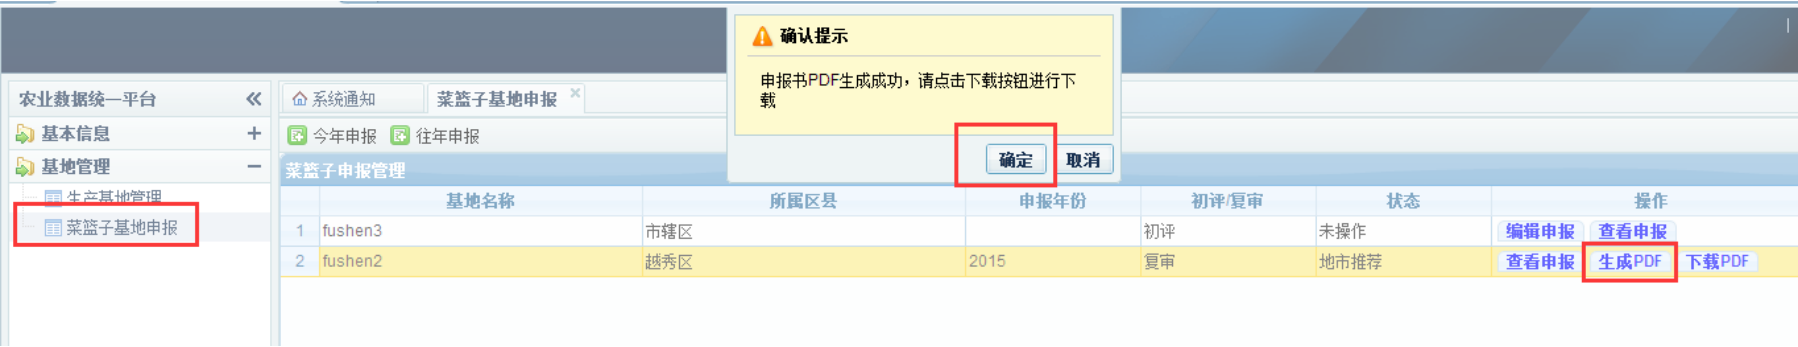 确认提示
申报书PDF生成成功，请点击下载按钮进行下
载
确定 取消
农业数据统一平台
基本信息
基地管理
生产基地管理
菜篮子基地申报
系统通知 菜篮子基地申报
今年申报 往年申报
菜篮子申报管理
基地名称 所属区县 申报年份 初评/复审 状态 操作
1 fushen3 市辖区 初评 未操作 编辑申报 查看申报
2 fushen2 越秀区 2015 复审 地市推荐 查看申报 生成PDF 下载PDF